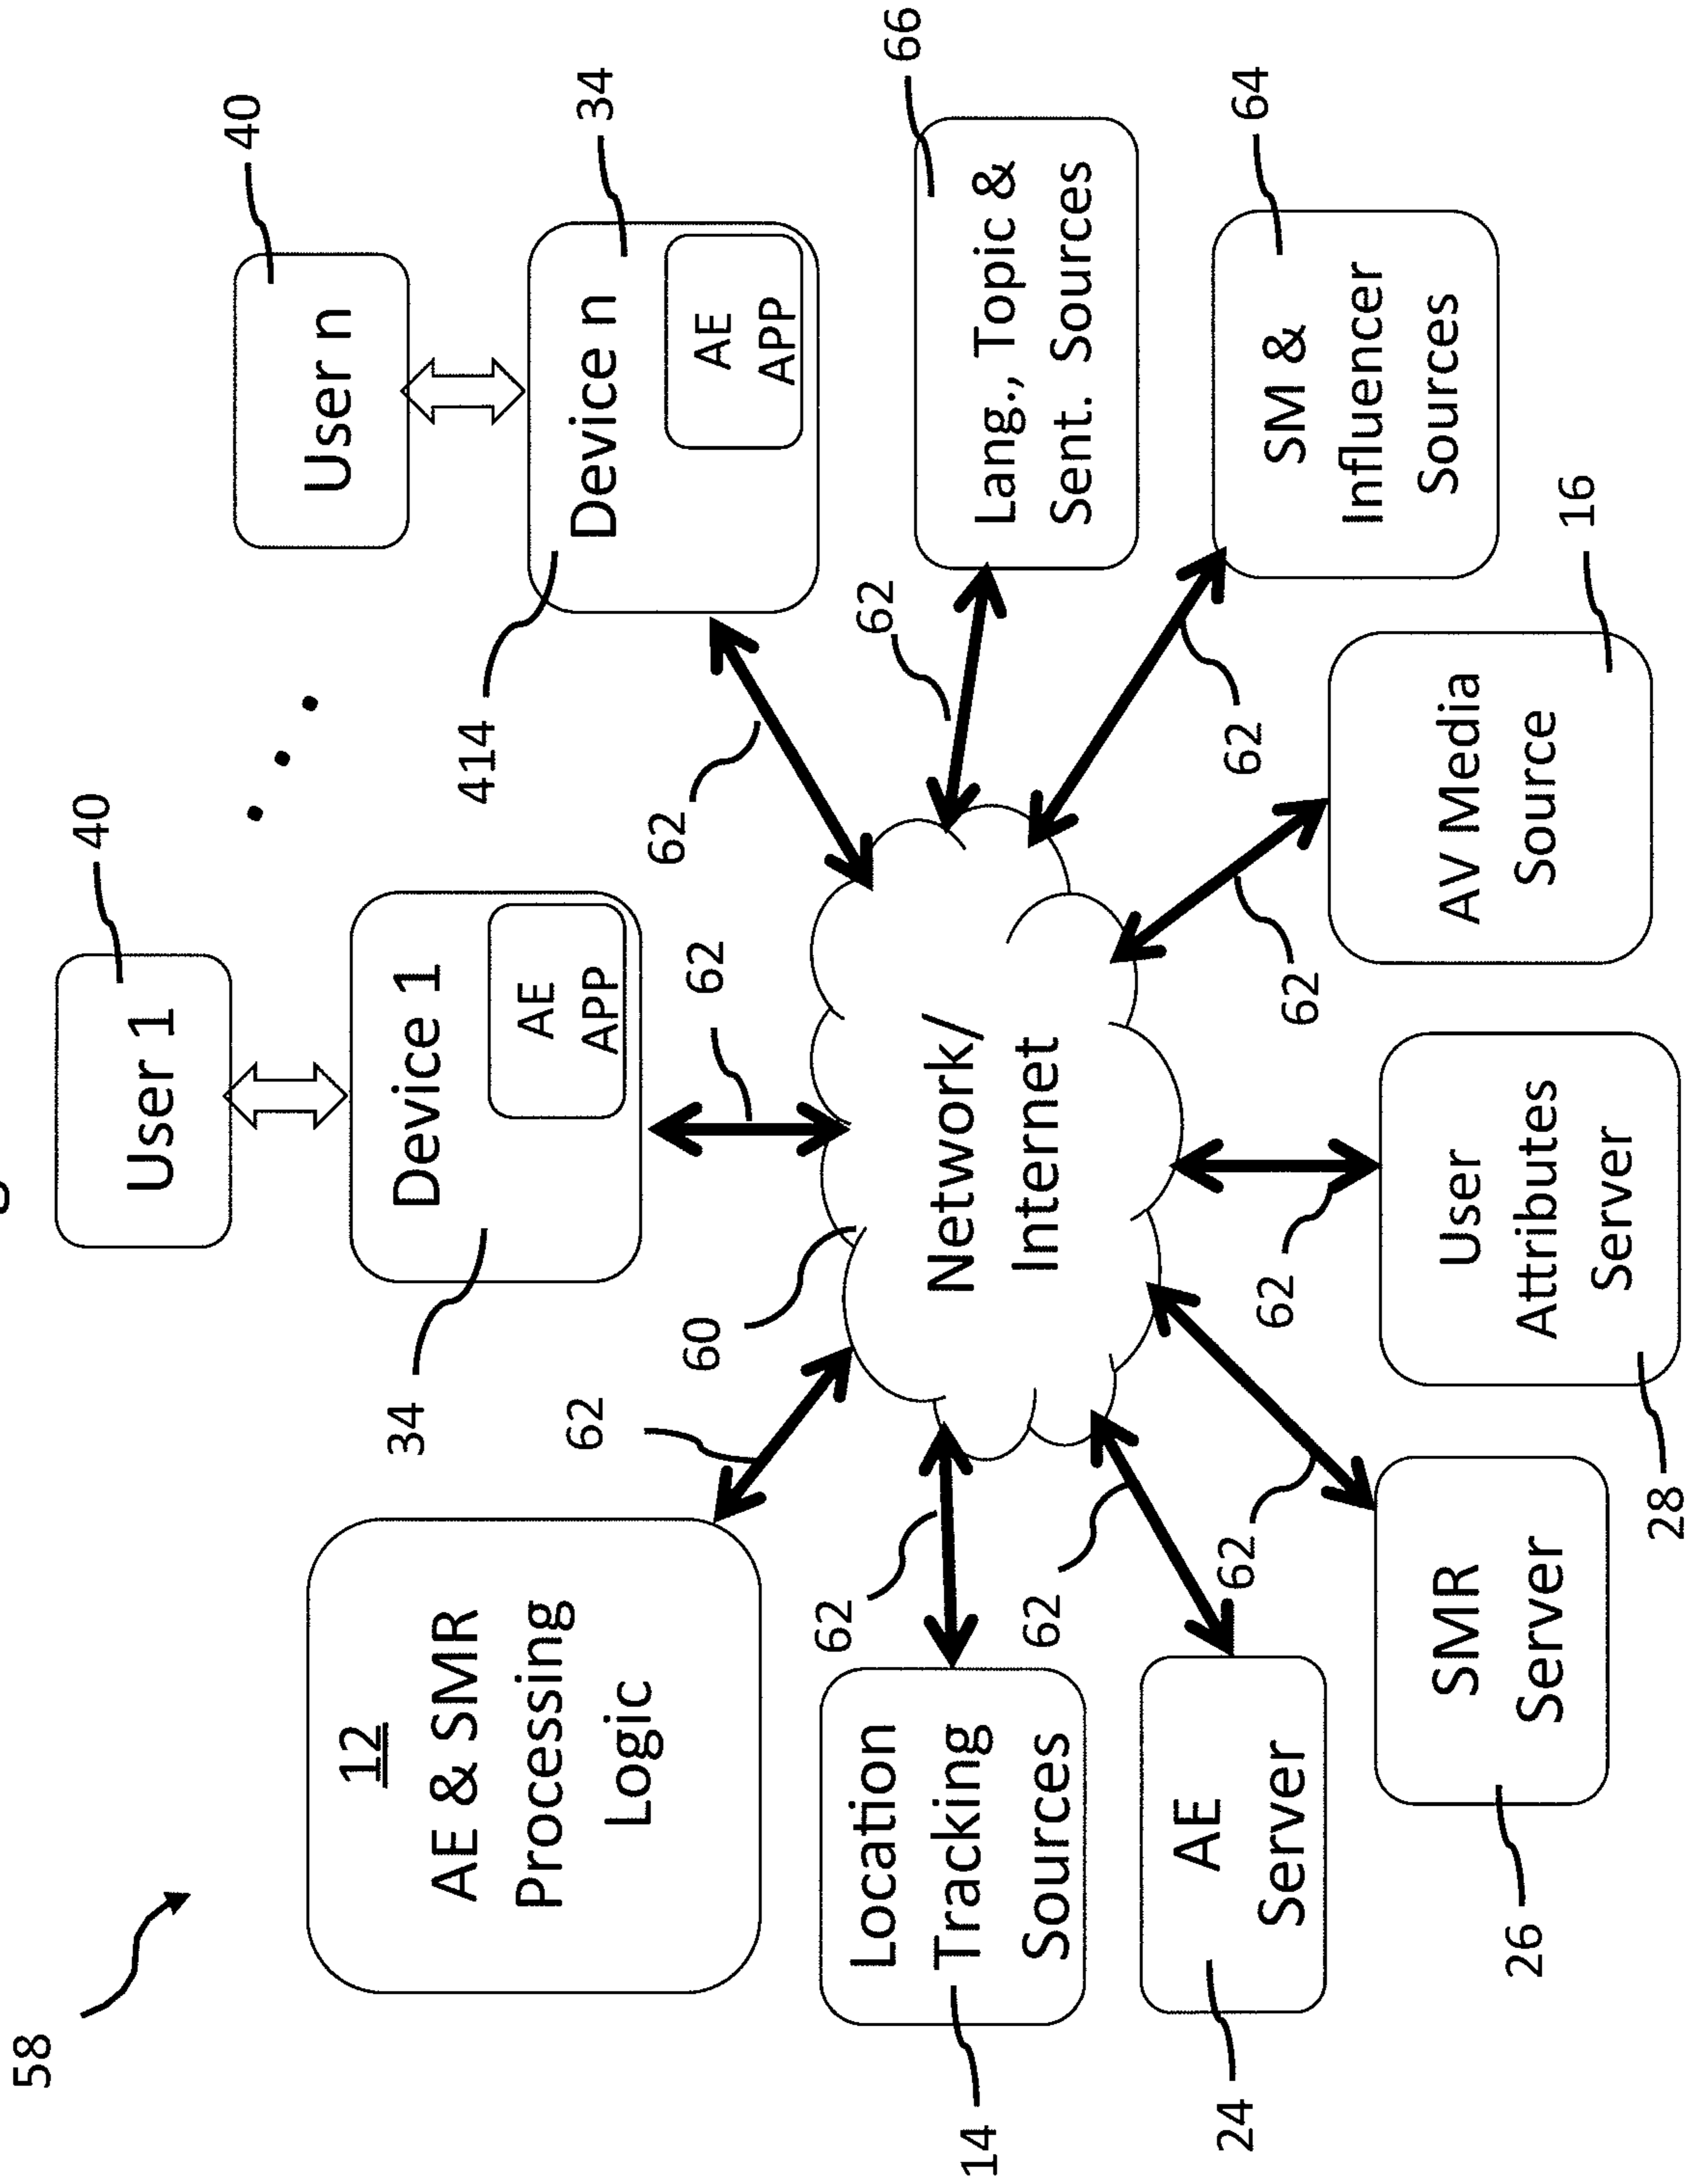 58
12
AE & SMR
Processing
Logic
62
60
34
User 1
40
Device 1
AE
APP
62
User n
40
Device n
34
414
AE
APP
62
Location
Tracking
Sources
14
62
Network/
Internet
62
Lang., Topic &
Sent. Sources
66
AE
Server
24
62
SMR
Server
26
62
User
Attributes
Server
28
62
AV Media
Source
16
62
SM &
Influencer
Sources
64
62